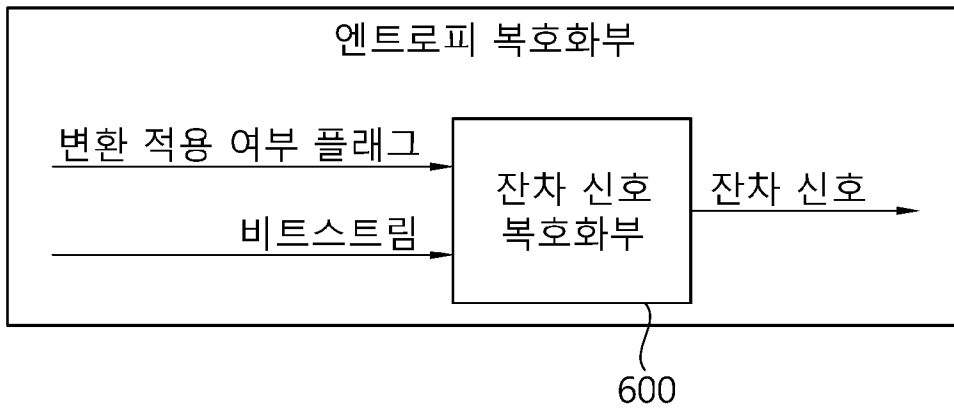 엔트로피 복호화부
변환 적용 여부 플래그
비트스트림
잔차 신호
복호화부
잔차 신호
600